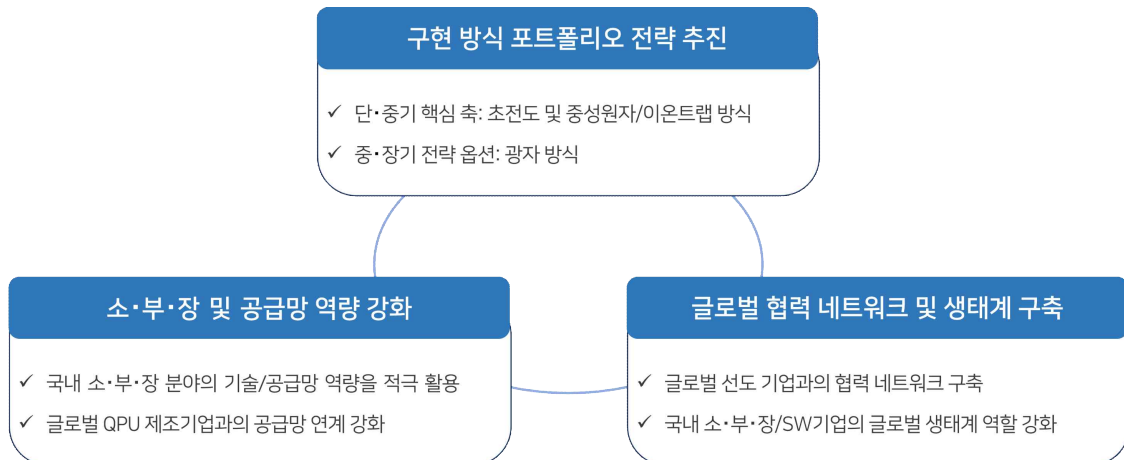 구현 방식 포트폴리오 전략 추진
✓ 단·중기 핵심 축: 초전도 및 중성원자/이온트랩 방식
✓ 중·장기 전략 옵션: 광자 방식
소·부·장 및 공급망 역량 강화
✓ 국내 소·부·장 분야의 기술/공급망 역량을 적극 활용
✓ 글로벌 QPU 제조기업과의 공급망 연계 강화
글로벌 협력 네트워크 및 생태계 구축
✓ 글로벌 선도 기업과의 협력 네트워크 구축
✓ 국내 소·부·장/SW기업의 글로벌 생태계 역할 강화